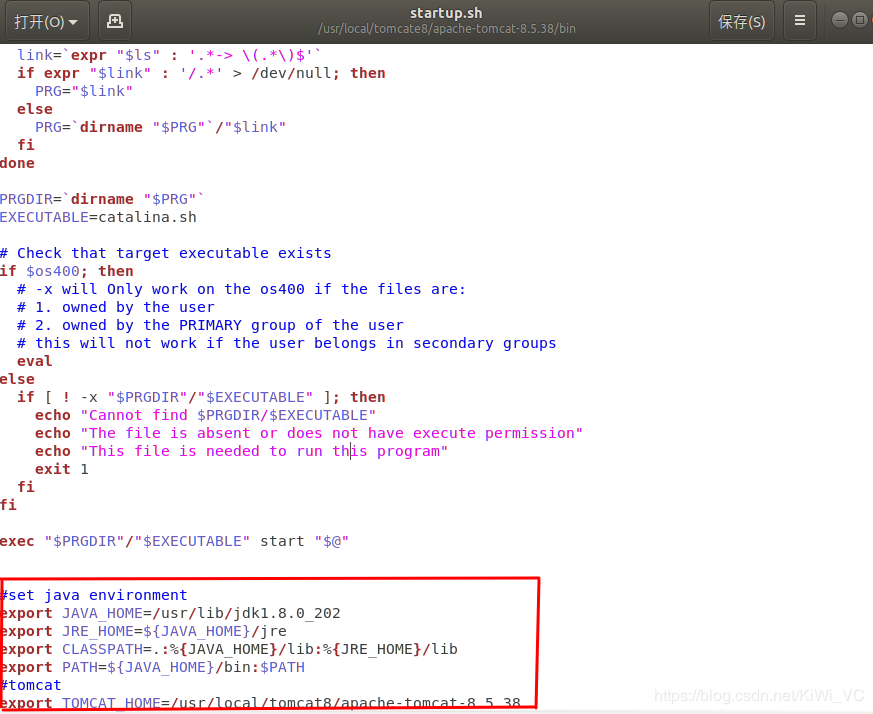 打开(O)
startup.sh
/usr/local/tomcate8/apache-tomcat-8.5.38/bin
保存(S)
link=`expr "$ls" : '.*-> \(.*\)$'`
if expr "$link" : '/.*' > /dev/null; then
PRG="$link"
else
PRG=`dirname "$PRG"`/"$link"
fi
done
PRGDIR=`dirname "$PRG"`
EXECUTABLE=catalina.sh
# Check that target executable exists
if $os400; then
# -x will Only work on the os400 if the files are:
# 1. owned by the user
# 2. owned by the PRIMARY group of the user
# this will not work if the user belongs in secondary groups
eval
else
if [ ! -x "$PRGDIR"/"$EXECUTABLE" ]; then
echo "Cannot find $PRGDIR/$EXECUTABLE"
echo "The file is absent or does not have execute permission"
echo "This file is needed to run this program"
exit 1
fi
fi
exec "$PRGDIR"/"$EXECUTABLE" start "$@"
#set java environment
export JAVA_HOME=/usr/lib/jdk1.8.0_202
export JRE_HOME=${JAVA_HOME}/jre
export CLASSPATH=.:%{JAVA_HOME}/lib:%{JRE_HOME}/lib
export PATH=${JAVA_HOME}/bin:$PATH
#tomcat
export TOMCAT_HOME=/usr/local/tomcat8/apache-tomcat-8.5.38
https://blog.csdn.net/KiWi_VC